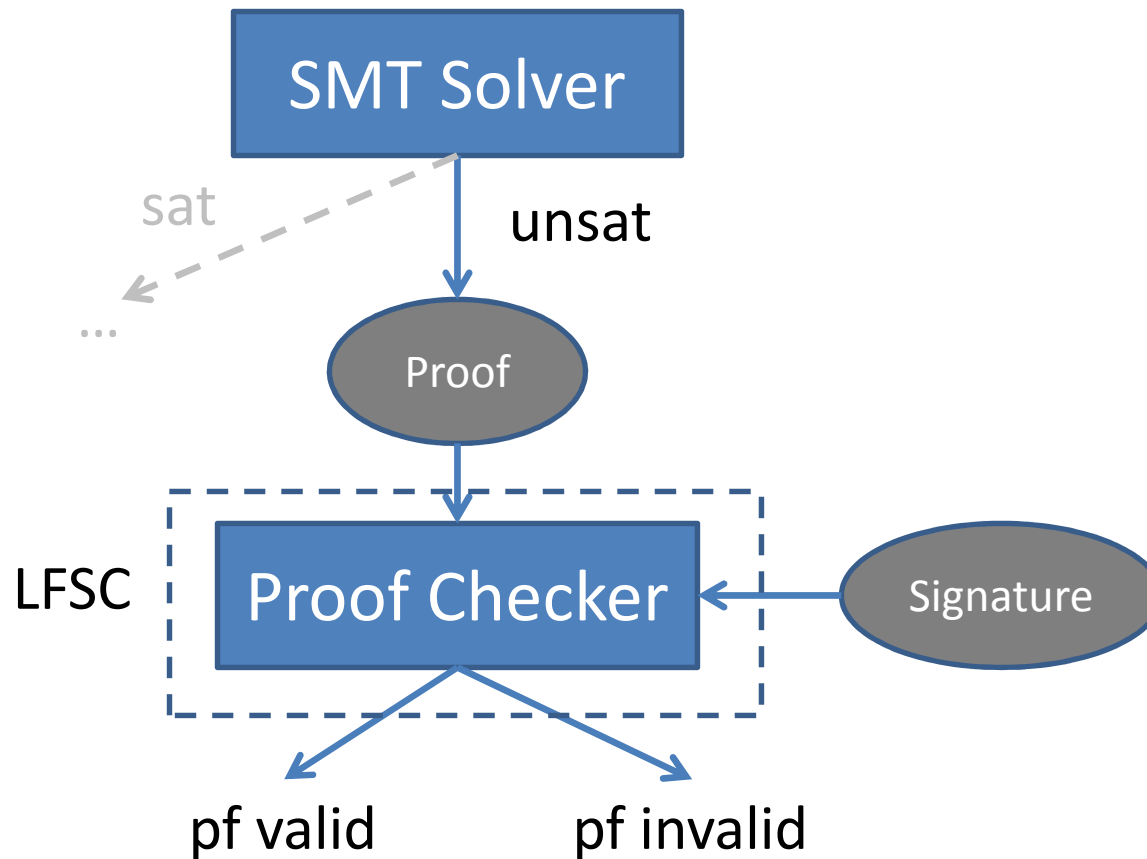 SMT Solver
sat
unsat
...
Proof
LFSC
Proof Checker
Signature
pf valid
pf invalid